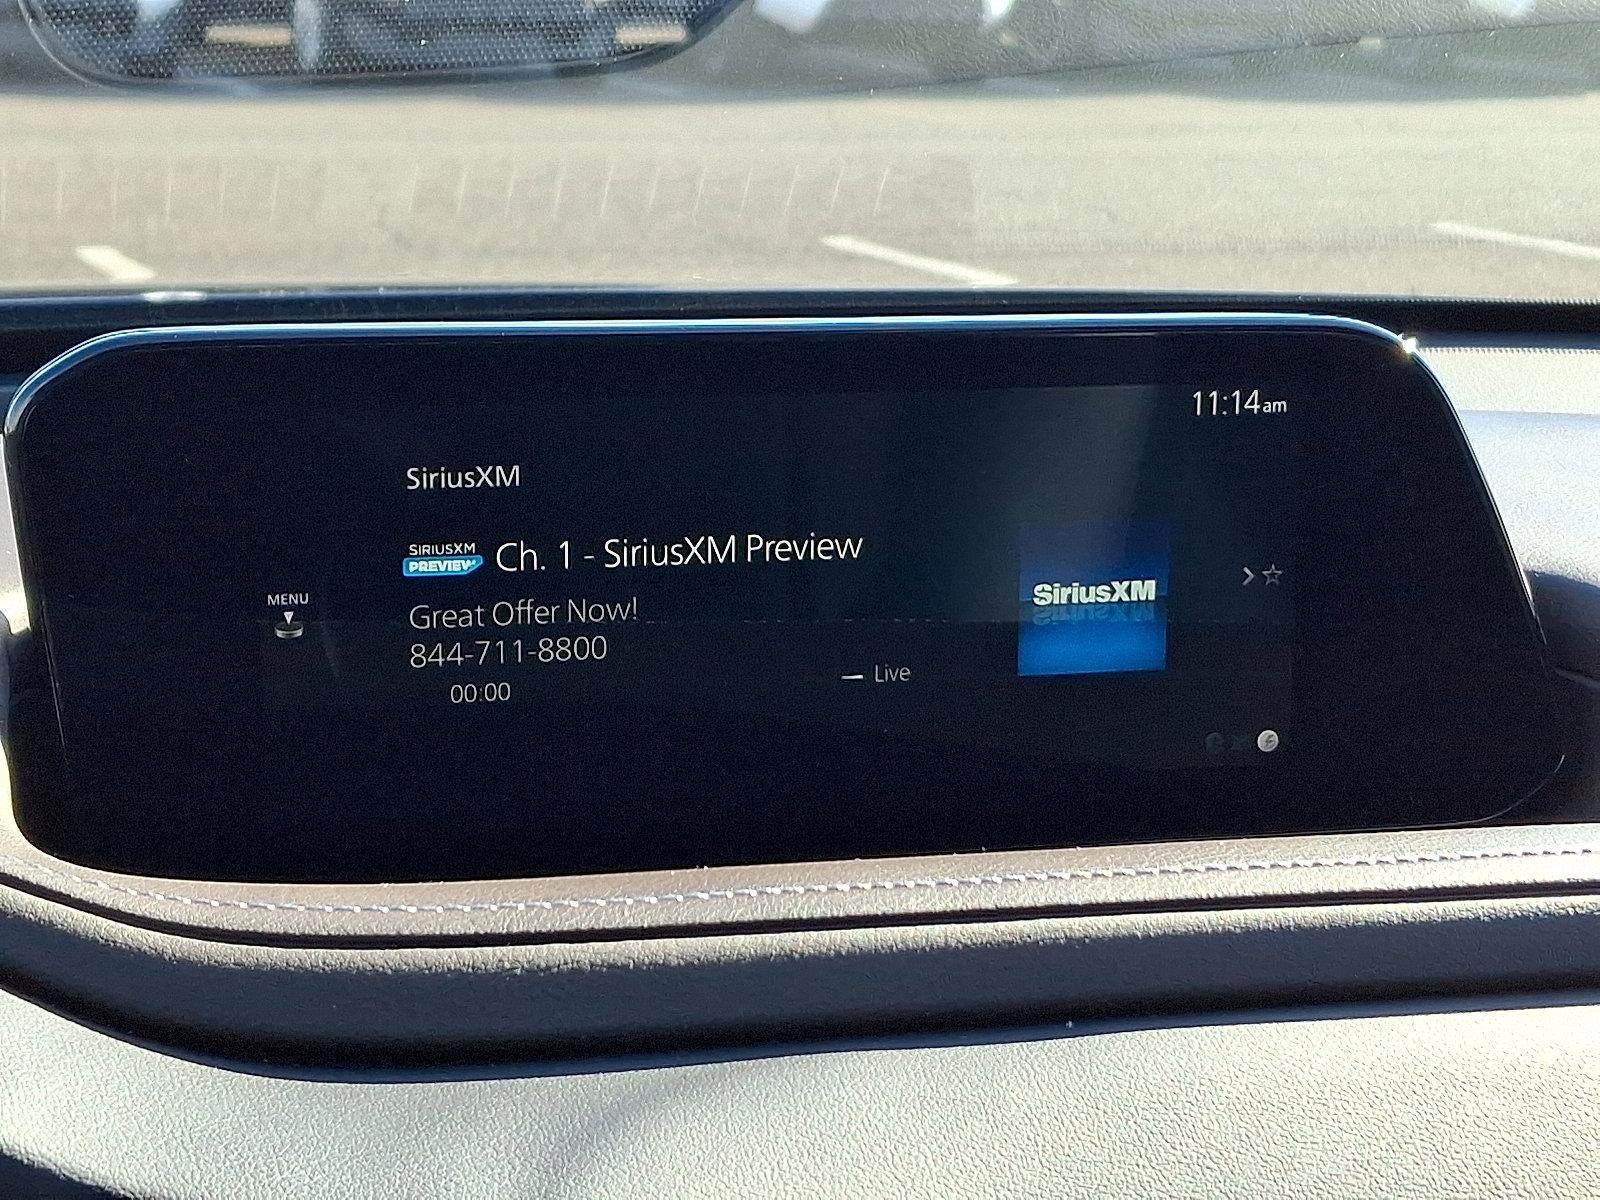 11:14am
SiriusXM
SIRIUSXM
PREVIEW
Ch. 1 - SiriusXM Preview
SiriusXM
MENU
Great Offer Now!
844-711-8800
Live
00:00